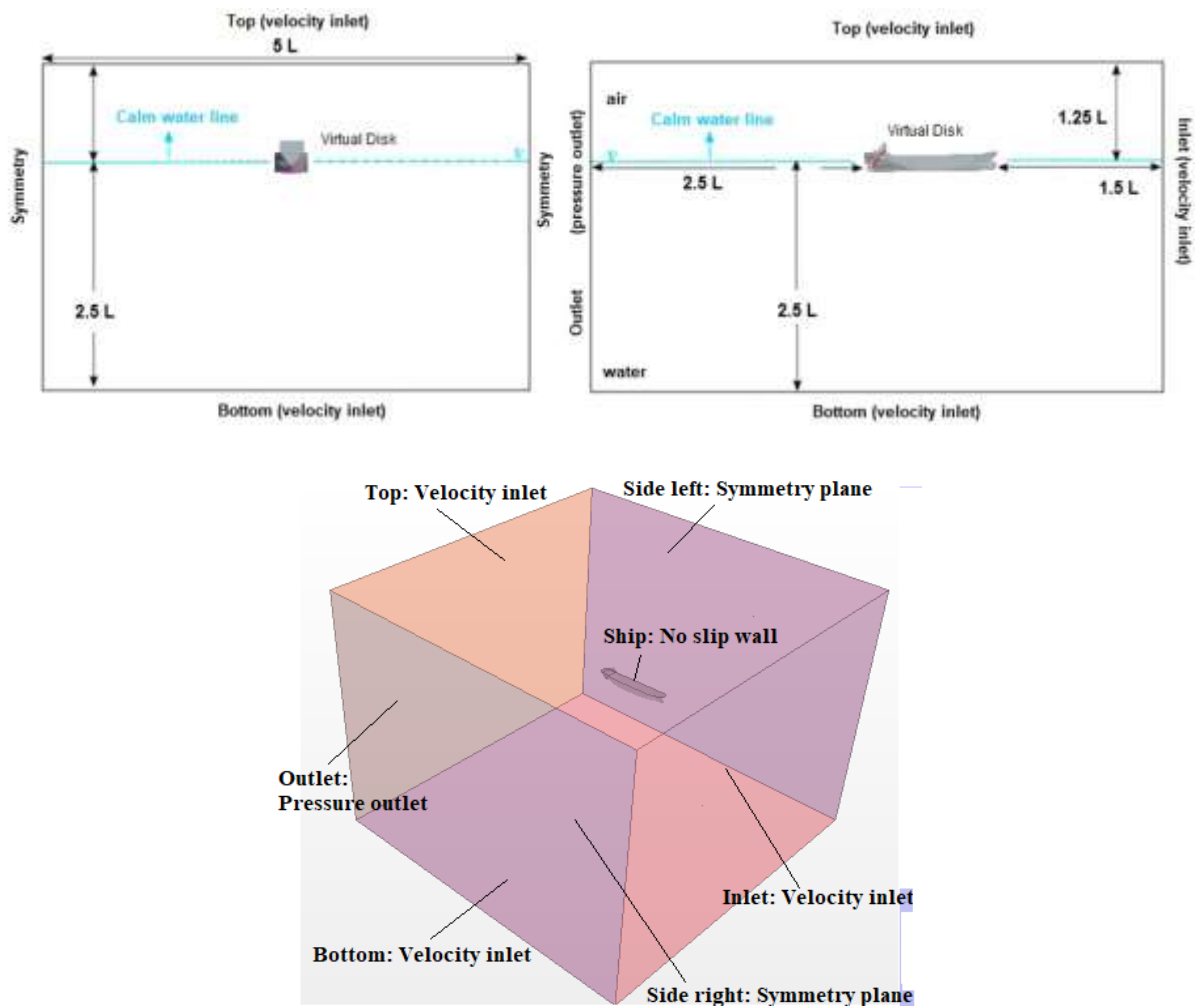 Top (velocity inlet)
5 L
Calm water line
Virtual Disk
Symmetry
Symmetry
2.5 L
Bottom (velocity inlet)
Top (velocity inlet)
air
Calm water line
Virtual Disk
1.25 L
2.5 L
1.5 L
Outlet (pressure outlet)
Inlet (velocity inlet)
2.5 L
water
Bottom (velocity inlet)
Top: Velocity inlet
Side left: Symmetry plane
Ship: No slip wall
Outlet:
Pressure outlet
Inlet: Velocity inlet
Bottom: Velocity inlet
Side right: Symmetry plane